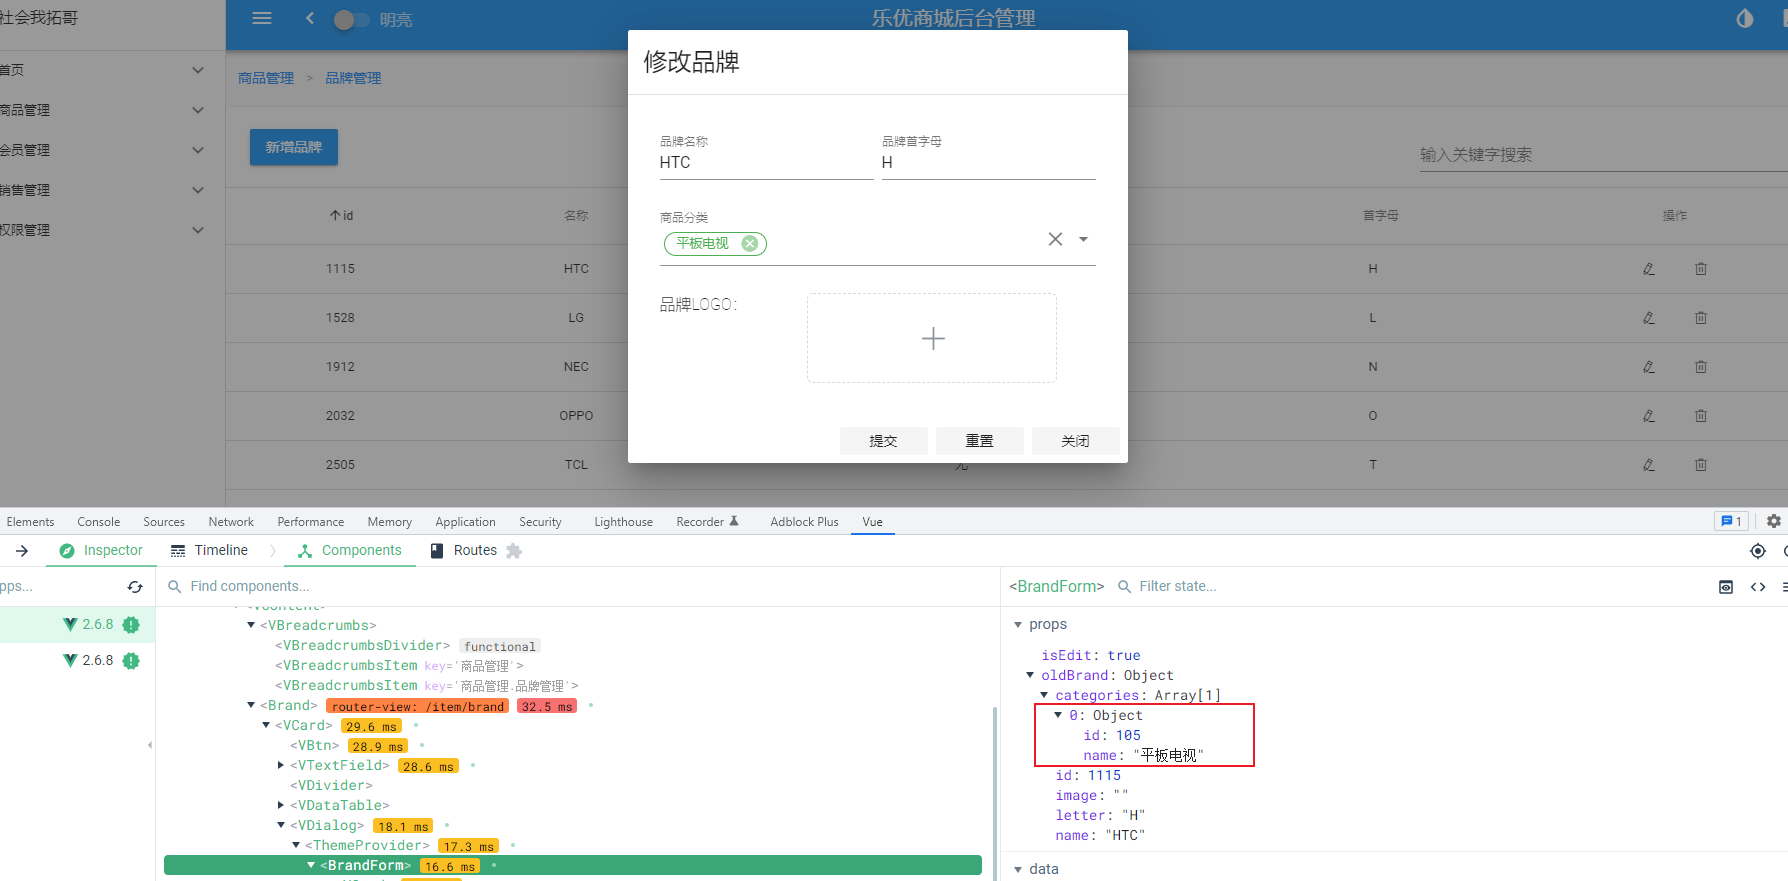 社会我拓哥
明亮
乐优商城后台管理
首页
商品管理
会员管理
销售管理
权限管理
商品管理 > 品牌管理
新增品牌
输入关键字搜索
id 名称 首字母 操作
1115 HTC H
1528 LG L
1912 NEC N
2032 OPPO O
2505 TCL 无 T
修改品牌
品牌名称 品牌首字母
HTC H
商品分类
平板电视
品牌LOGO：
提交 重置 关闭
Elements Console Sources Network Performance Memory Application Security Lighthouse Recorder Adblock Plus Vue 1
Inspector Timeline Components Routes
pps...
Find components...
2.6.8
2.6.8
<VContent>
<VBreadcrumbs>
<VBreadcrumbsDivider> functional
<VBreadcrumbsItem key='商品管理'>
<VBreadcrumbsItem key='商品管理.品牌管理'>
<Brand> router-view: /item/brand 32.5 ms
<VCard> 29.6 ms
<VBtn> 28.9 ms
<VTextField> 28.6 ms
<VDivider>
<VDataTable>
<VDialog> 18.1 ms
<ThemeProvider> 17.3 ms
<BrandForm> 16.6 ms
<BrandForm> Filter state...
props
isEdit: true
oldBrand: Object
categories: Array[1]
0: Object
id: 105
name: "平板电视"
id: 1115
image: ""
letter: "H"
name: "HTC"
data